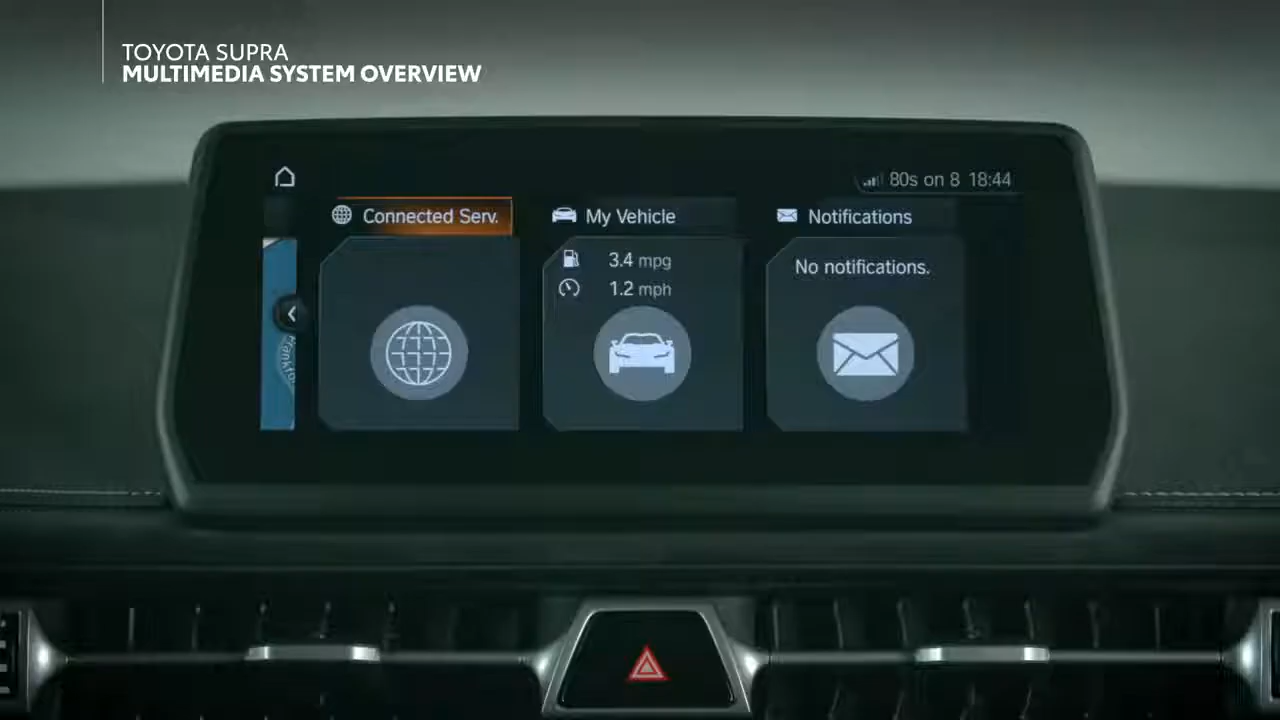 TOYOTA SUPRA
MULTIMEDIA SYSTEM OVERVIEW
80s on 8 18:44
Connected Serv.
My Vehicle
Notifications
3.4 mpg
1.2 mph
No notifications.